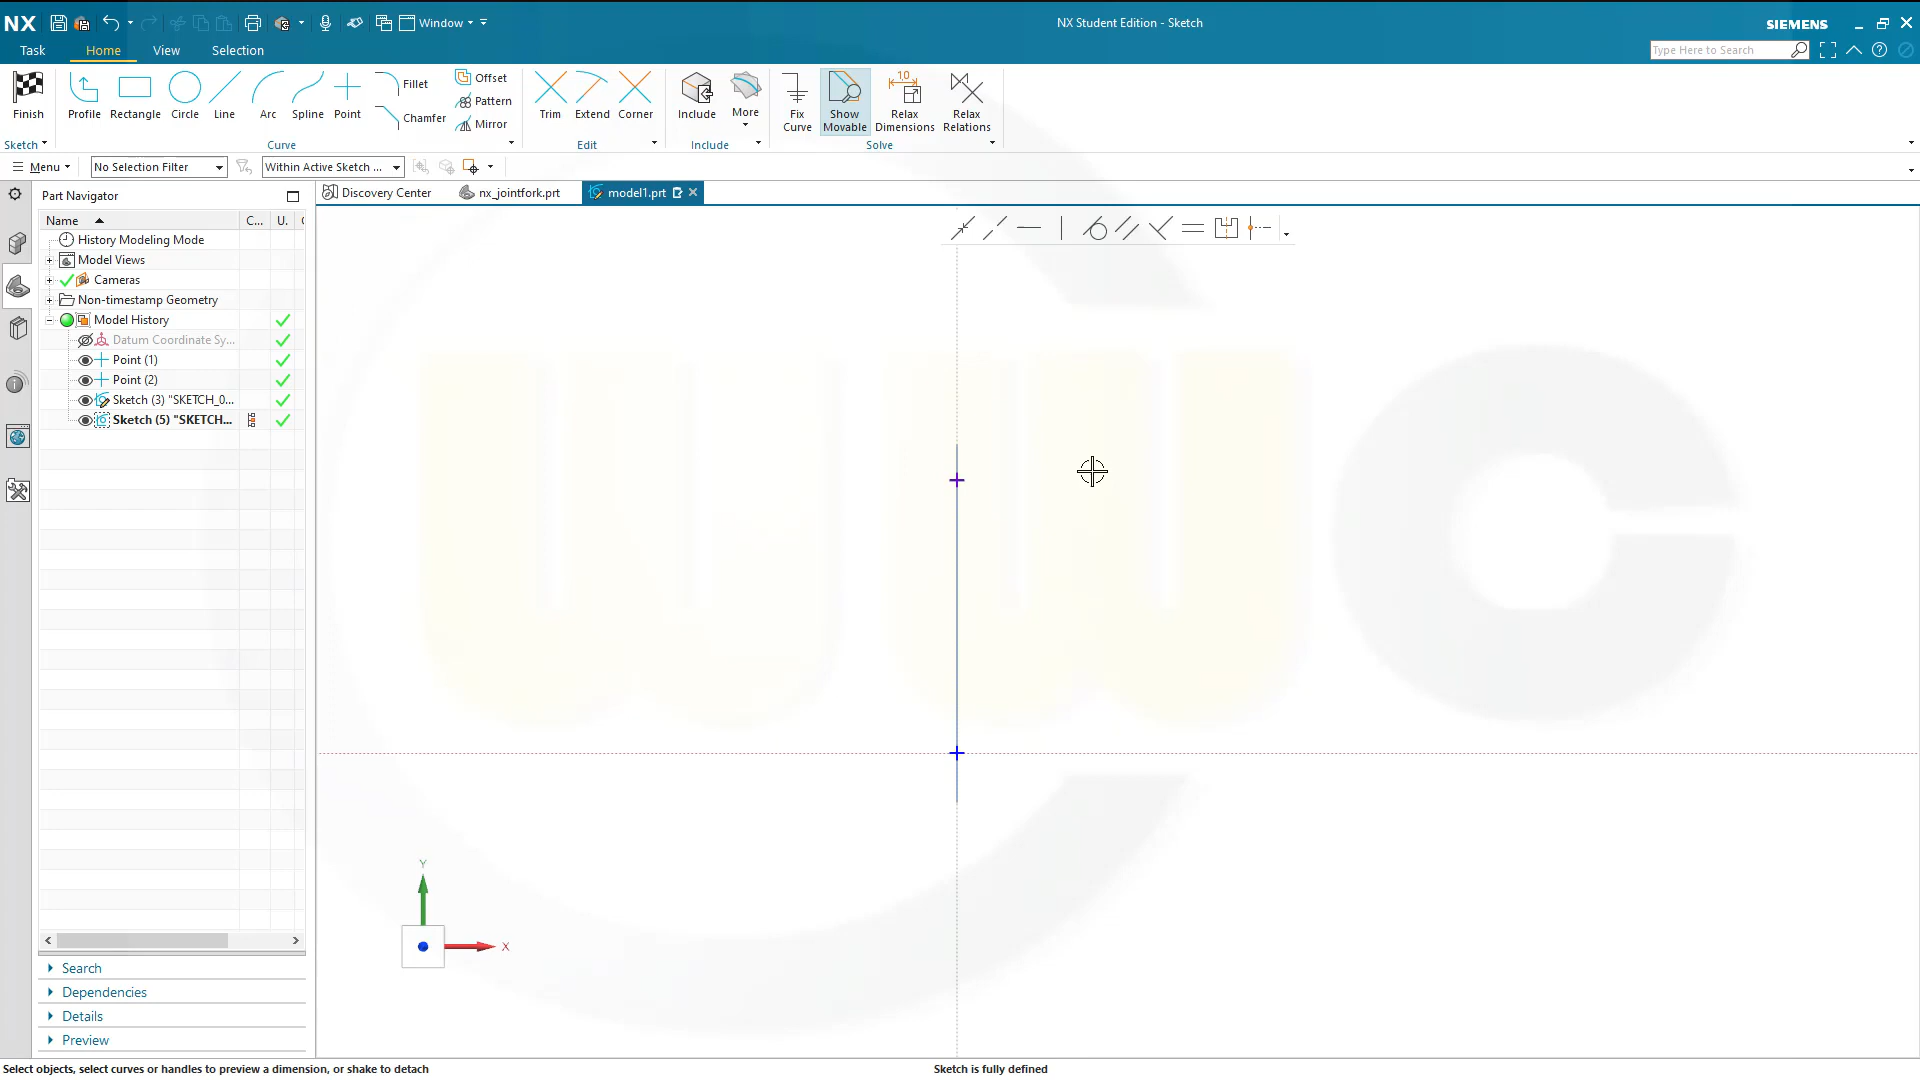 NX
Window
NX Student Edition - Sketch
SIEMENS
Task
Home
View
Selection
Type Here to Search
Finish
Profile
Rectangle
Circle
Line
Arc
Spline
Point
Fillet
Chamfer
Offset
Pattern
Mirror
Trim
Extend
Corner
Include
More
Fix Curve
Show Movable
1,0
Relax Dimensions
Relax Relations
Sketch
Curve
Edit
Include
Solve
Menu
No Selection Filter
Within Active Sketch ...
Part Navigator
Discovery Center
nx_jointfork.prt
model1.prt
Name
C...
U.
History Modeling Mode
Model Views
Cameras
Non-timestamp Geometry
Model History
Datum Coordinate Sy...
Point (1)
Point (2)
Sketch (3) "SKETCH_0...
Sketch (5) "SKETCH...
wwc
Y
X
Search
Dependencies
Details
Preview
Select objects, select curves or handles to preview a dimension, or shake to detach
Sketch is fully defined